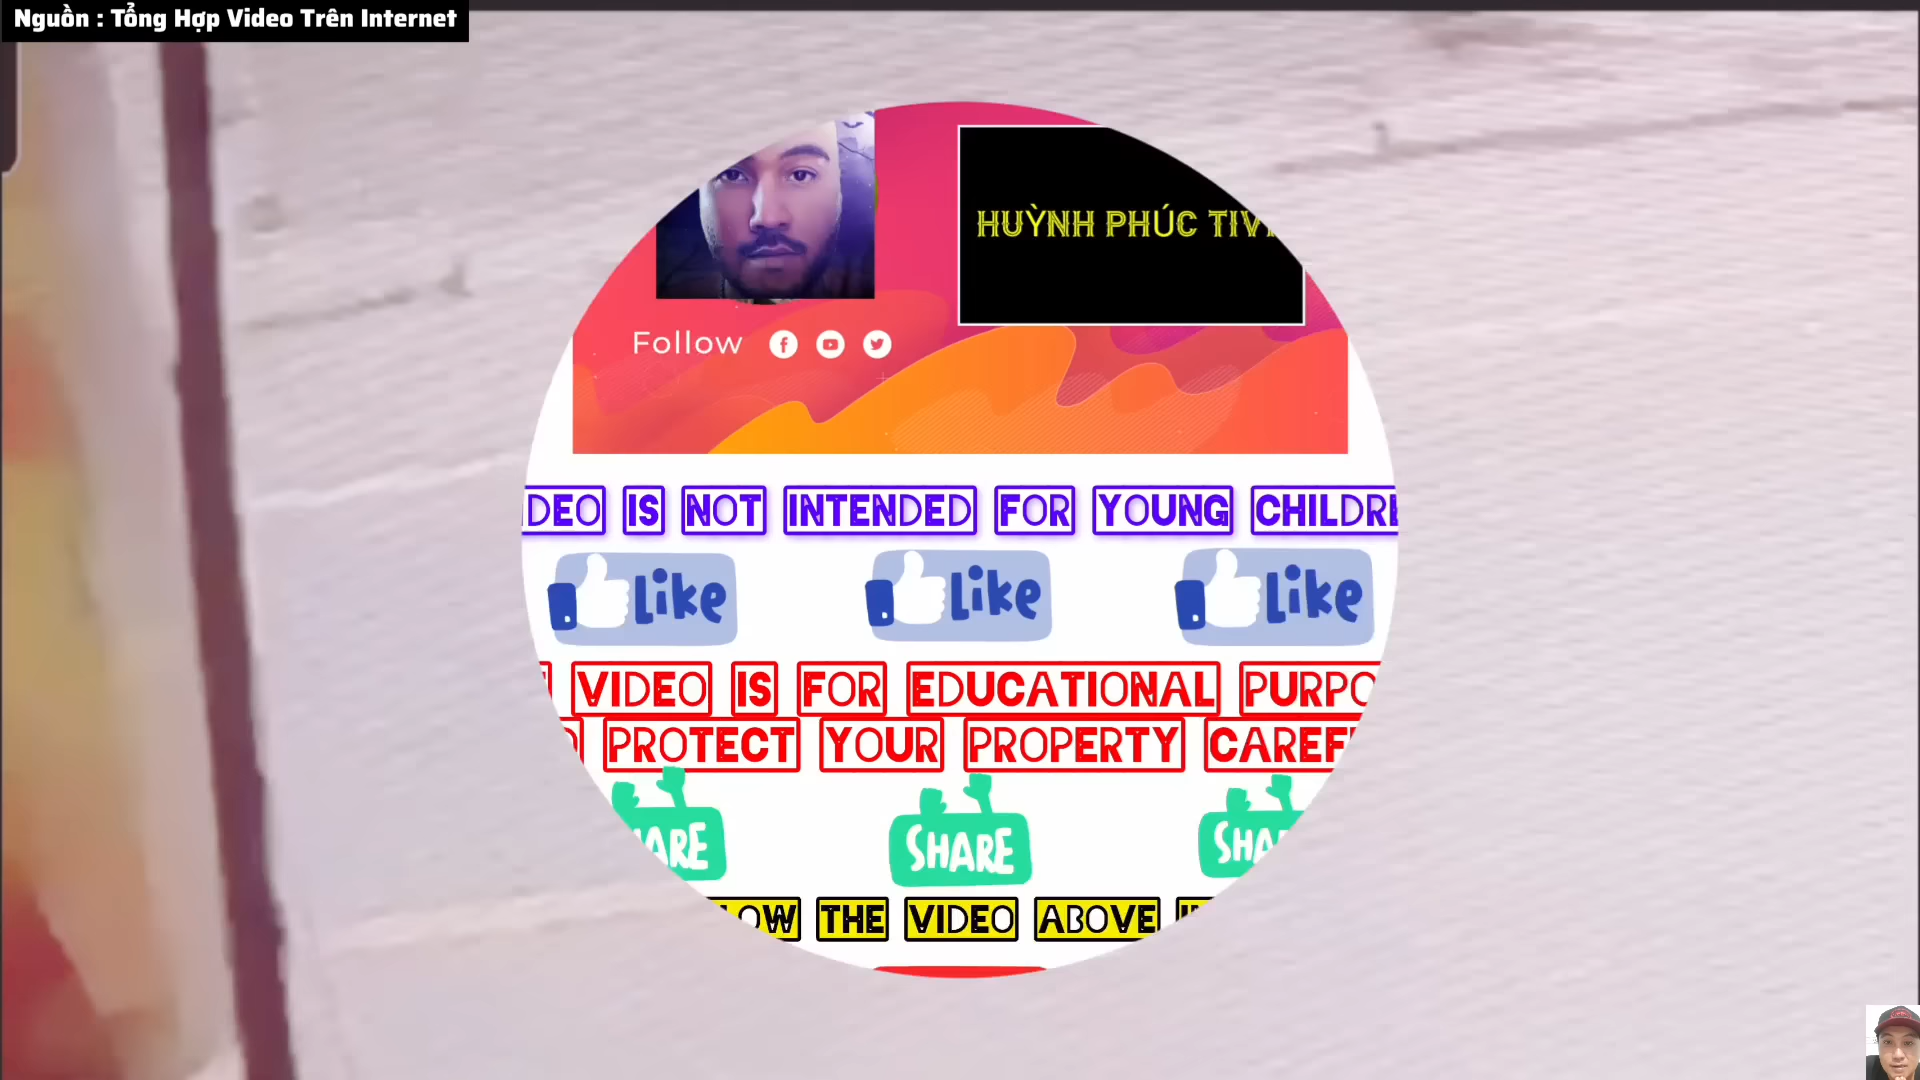 Nguồn : Tổng Hợp Video Trên Internet
HUỲNH PHÚC TIV
Follow
IS NOT INTENDED FOR YOUNG
Like Like Like
VIDEO IS FOR EDUCATIONAL
PROTECT YOUR PROPERTY
SHARE
THE VIDEO ABOVE